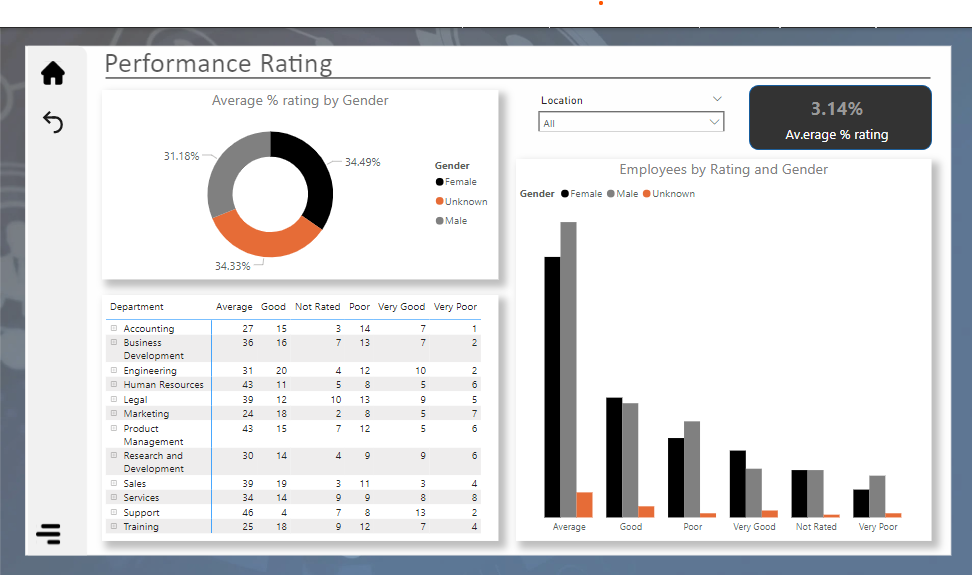 Performance Rating
Average % rating by Gender
31.18%
34.49%
34.33%
Gender
Female
Unknown
Male
Location
All
3.14%
Av.erage % rating
Employees by Rating and Gender
Gender Female Male Unknown
Average Good Poor Very Good Not Rated Very Poor
Department Average Good Not Rated Poor Very Good Very Poor
Accounting 27 15 3 14 7 1
Business 36 16 7 13 7 2
Development
Engineering 31 20 4 12 10 2
Human Resources 43 11 5 8 5 6
Legal 39 12 10 13 9 5
Marketing 24 18 2 8 5 7
Product 43 15 7 12 5 6
Management
Research and 30 14 4 9 9 6
Development
Sales 39 19 3 11 3 4
Services 34 14 9 9 8 8
Support 46 4 7 8 13 2
Training 25 18 9 12 7 4